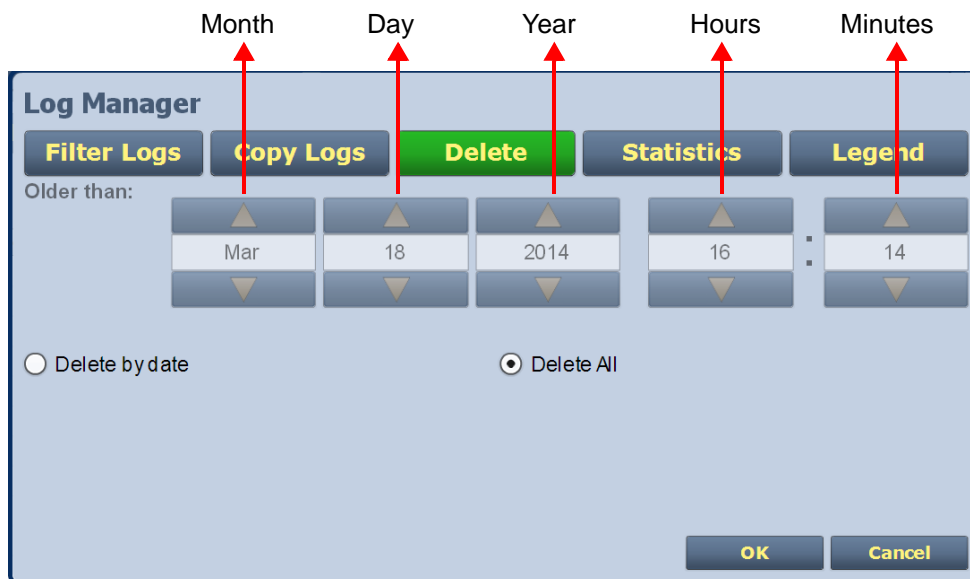 Month Day Year Hours Minutes
Log Manager
Filter Logs Copy Logs Delete Statistics Legend
Older than:
Mar 18 2014 16 : 14
Delete by date Delete All
OK Cancel